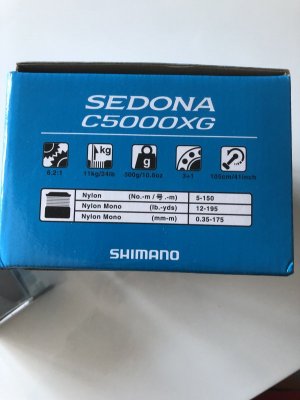 SEDONA
C5000XG
kg
g
6.2:1
11kg/24lb
300g/10.6oz
3+1
105cm/41inch
Nylon (No.-m / 号.-m) 5-150
Nylon Mono (lb.-yds) 12-195
Nylon Mono (mm-m) 0.35-175
SHIMANO